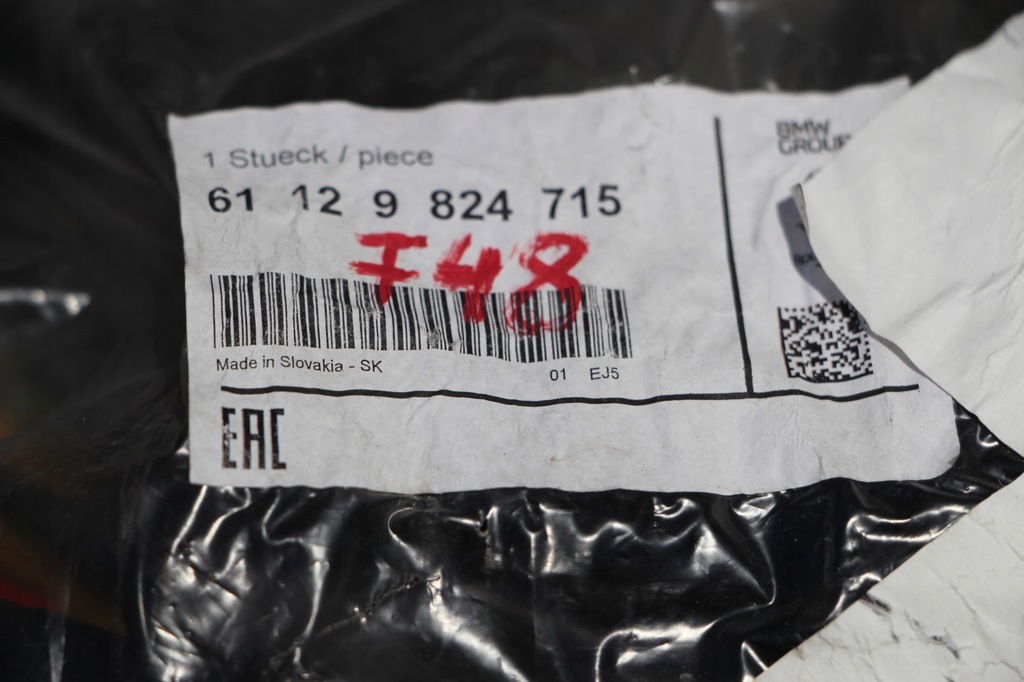 1 Stueck / piece
61 12 9 824 715
F48
Made in Slovakia - SK
01 EJ5
EAC
BMW
GROUP